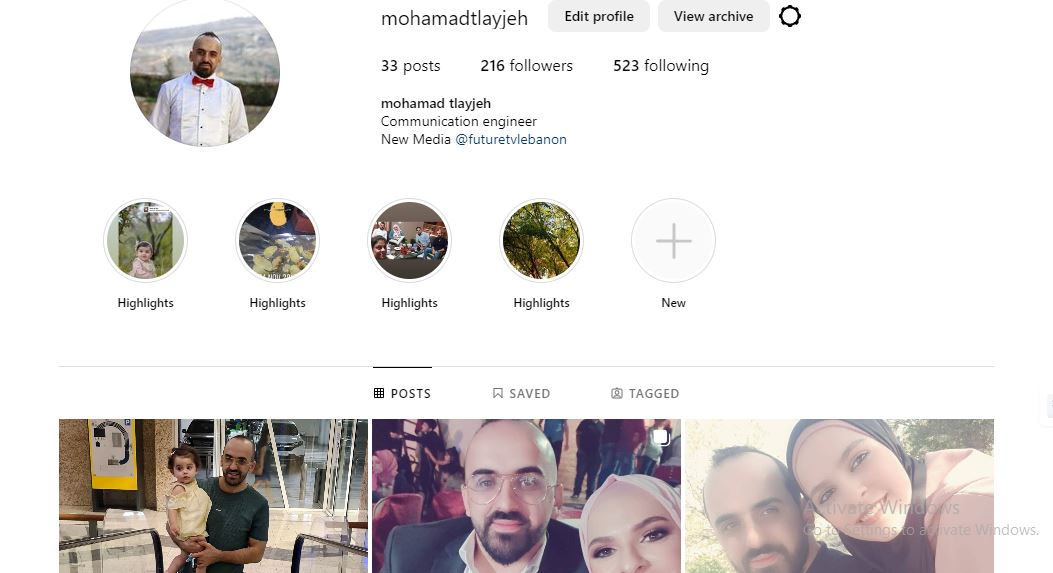 mohamadtlayjeh Edit profile View archive
33 posts 216 followers 523 following
mohamad tlayjeh
Communication engineer
New Media @futuretvlebanon
Highlights Highlights Highlights Highlights New
POSTS SAVED TAGGED
Activate Windows
Go to Settings to activate Windows.